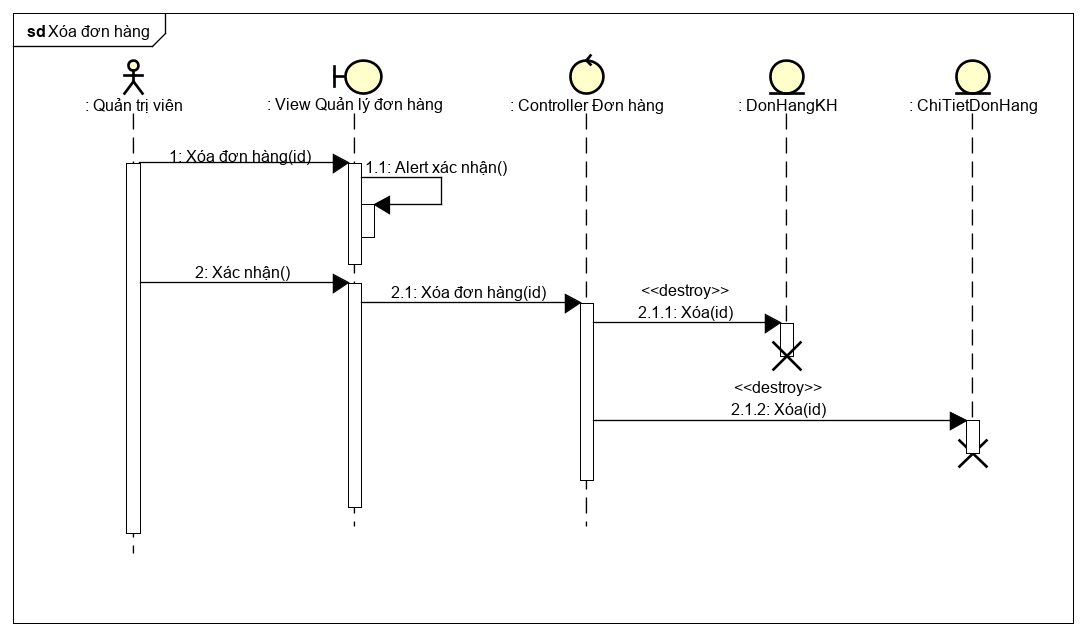 sd Xóa đơn hàng
: Quản trị viên
: View Quản lý đơn hàng
: Controller Đơn hàng
: DonHangKH
: ChiTietDonHang
1: Xóa đơn hàng(id)
1.1: Alert xác nhận()
2: Xác nhận()
2.1: Xóa đơn hàng(id)
<<destroy>>
2.1.1: Xóa(id)
<<destroy>>
2.1.2: Xóa(id)